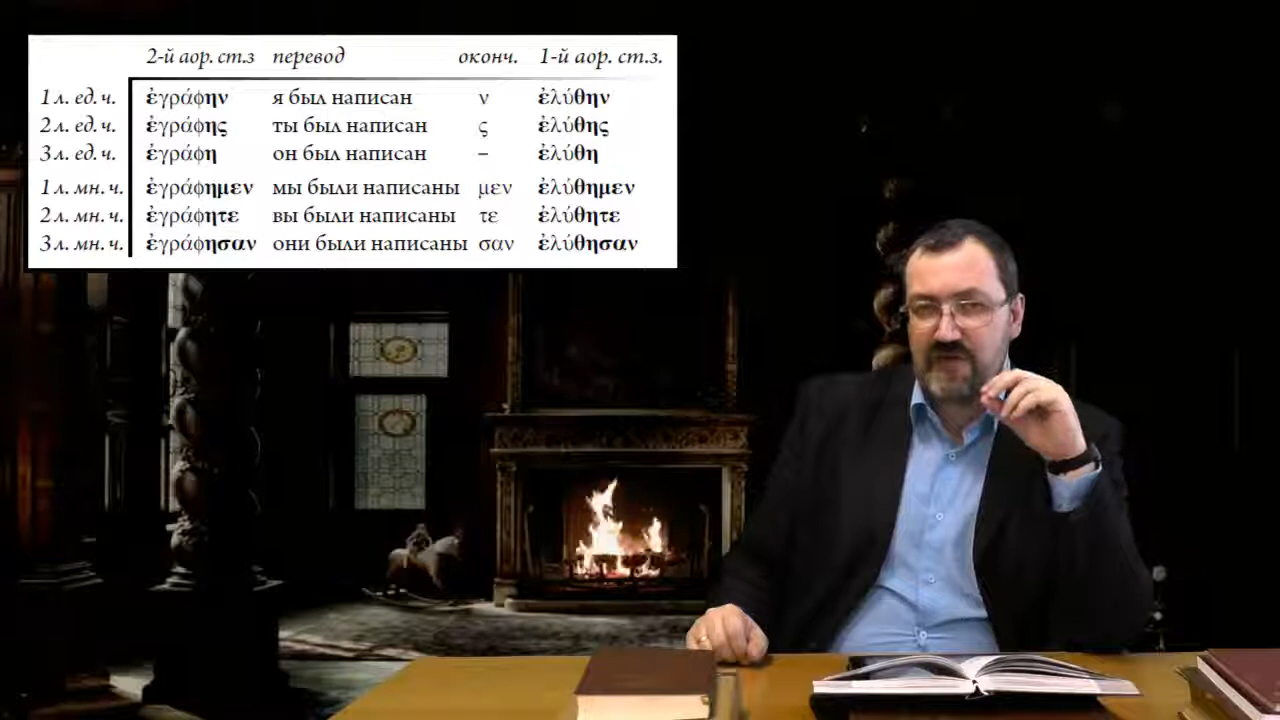 2-й аор. ст.з перевод оконч. 1-й аор. ст.з.
1 л. ед. ч. ἐγράφην я был написан ν ἐλύθην
2 л. ед. ч. ἐγράφης ты был написан ς ἐλύθης
3 л. ед. ч. ἐγράφη он был написан – ἐλύθη
1 л. мн. ч. ἐγράφημεν мы были написаны μεν ἐλύθημεν
2 л. мн. ч. ἐγράφητε вы были написаны τε ἐλύθητε
3 л. мн. ч. ἐγράφησαν они были написаны σαν ἐλύθησαν